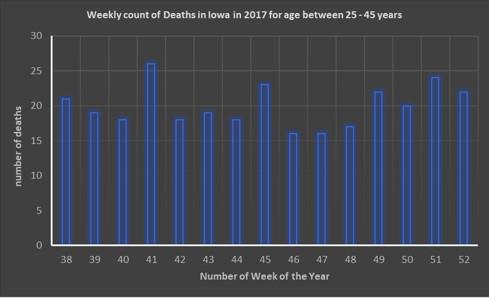 Weekly count of Deaths in Iowa in 2017 for age between 25 - 45 years
30
25
20
15
10
5
0
number of deaths
38 39 40 41 42 43 44 45 46 47 48 49 50 51 52
Number of Week of the Year